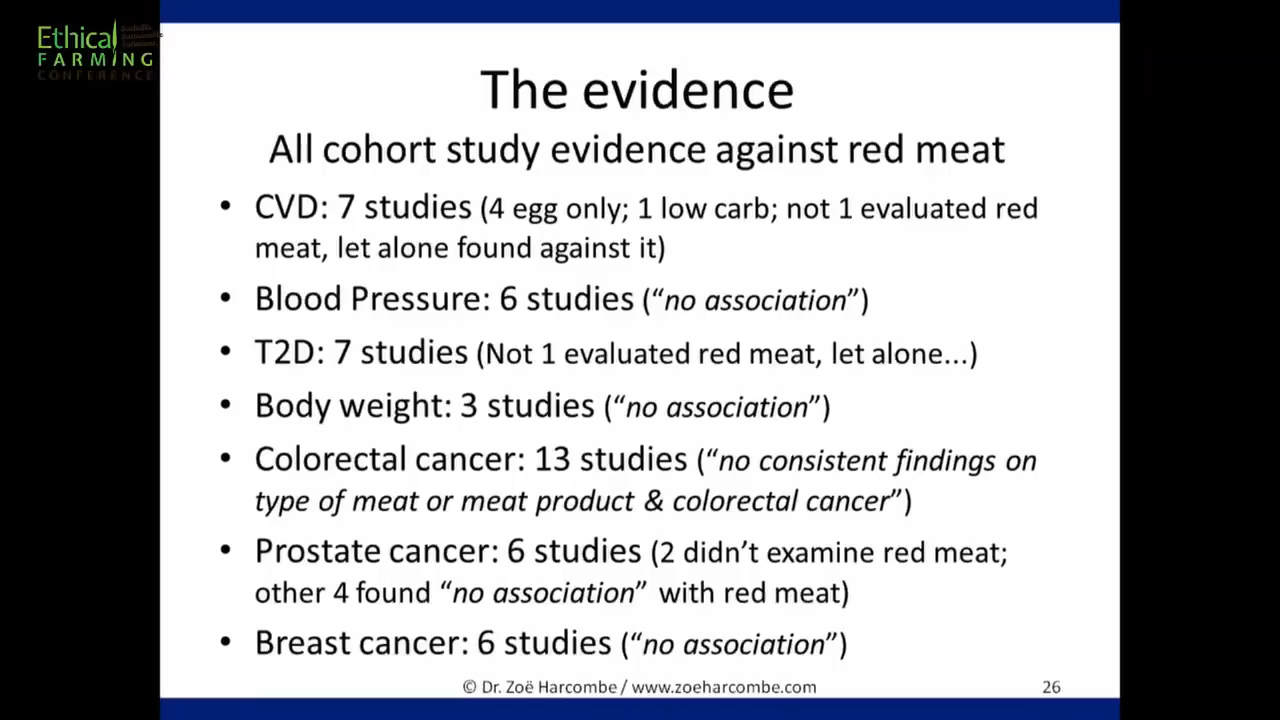 Ethical
FARMING
CONFERENCE
The evidence
All cohort study evidence against red meat
• CVD: 7 studies (4 egg only; 1 low carb; not 1 evaluated red
meat, let alone found against it)
• Blood Pressure: 6 studies (“no association”)
• T2D: 7 studies (Not 1 evaluated red meat, let alone...)
• Body weight: 3 studies (“no association”)
• Colorectal cancer: 13 studies (“no consistent findings on
type of meat or meat product & colorectal cancer”)
• Prostate cancer: 6 studies (2 didn’t examine red meat;
other 4 found “no association” with red meat)
• Breast cancer: 6 studies (“no association”)
© Dr. Zoë Harcombe / www.zoeharcombe.com
26